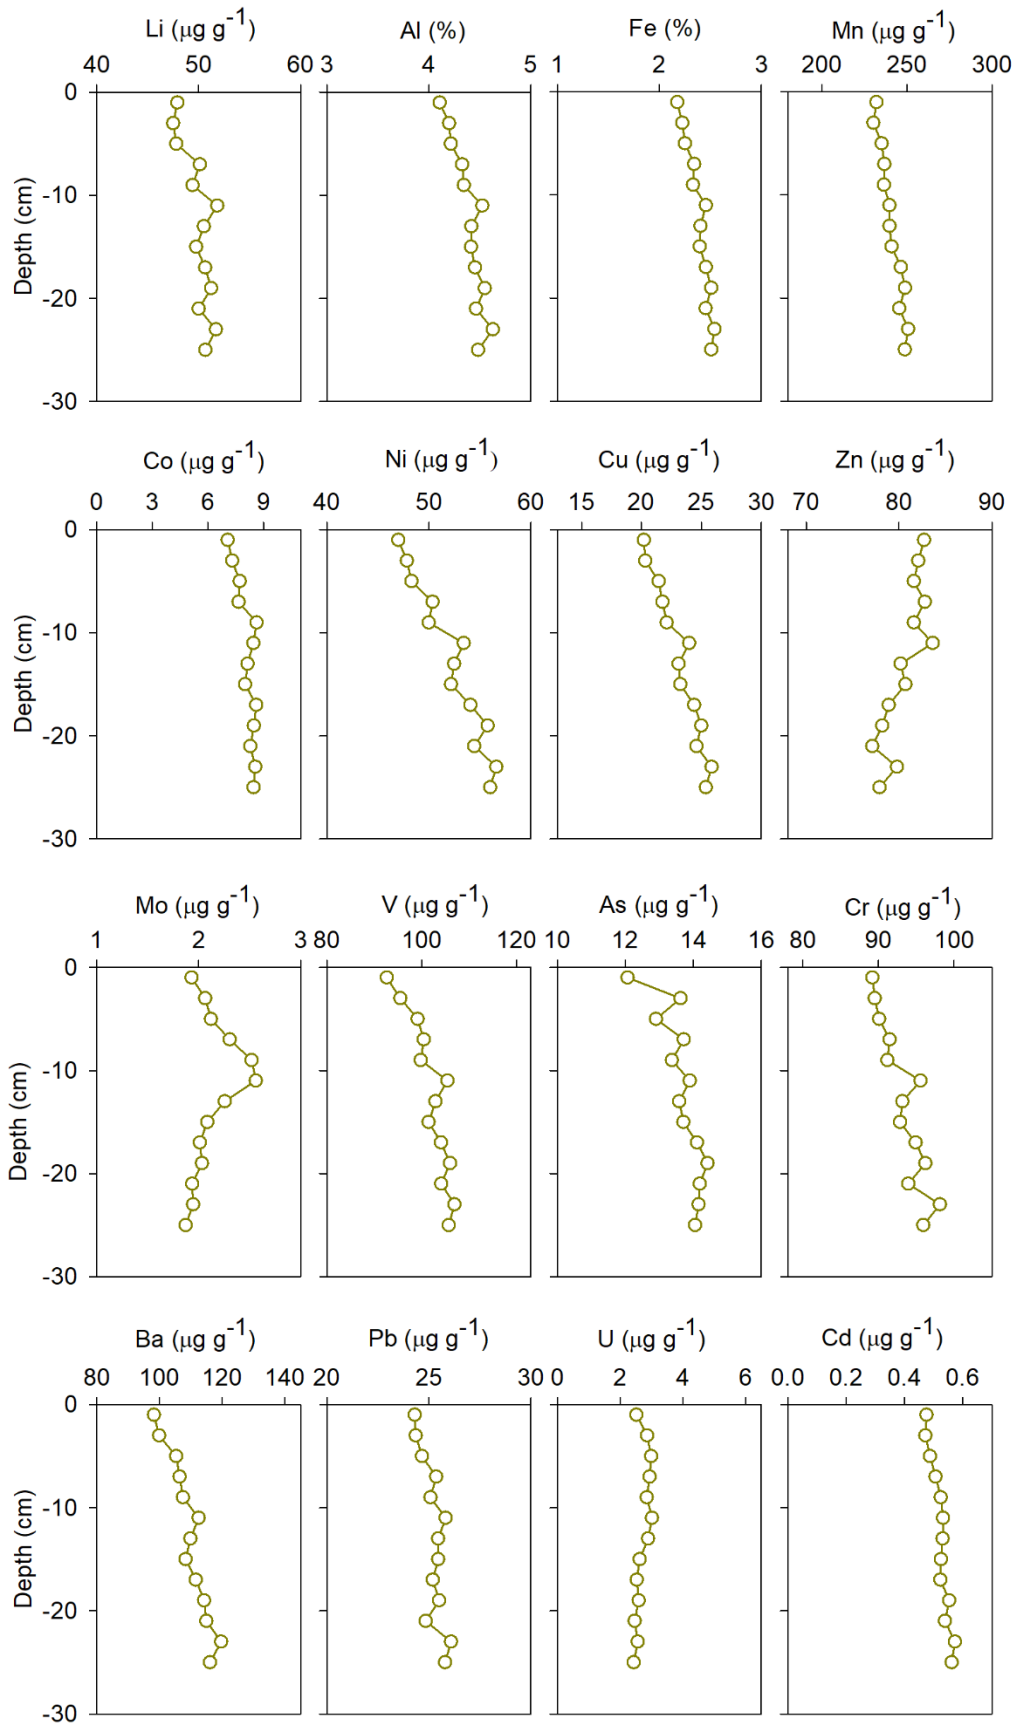 Li (μg g⁻¹) Al (%) Fe (%) Mn (μg g⁻¹)
40 50 60 3 4 5 1 2 3 200 250 300
0
-10
-20
-30
Depth (cm)
Co (μg g⁻¹) Ni (μg g⁻¹) Cu (μg g⁻¹) Zn (μg g⁻¹)
0 3 6 9 40 50 60 15 20 25 30 70 80 90
0
-10
-20
-30
Depth (cm)
Mo (μg g⁻¹) V (μg g⁻¹) As (μg g⁻¹) Cr (μg g⁻¹)
1 2 3 80 100 120 10 12 14 16 80 90 100
0
-10
-20
-30
Depth (cm)
Ba (μg g⁻¹) Pb (μg g⁻¹) U (μg g⁻¹) Cd (μg g⁻¹)
80 100 120 140 20 25 30 0 2 4 6 0.0 0.2 0.4 0.6
0
-10
-20
-30
Depth (cm)